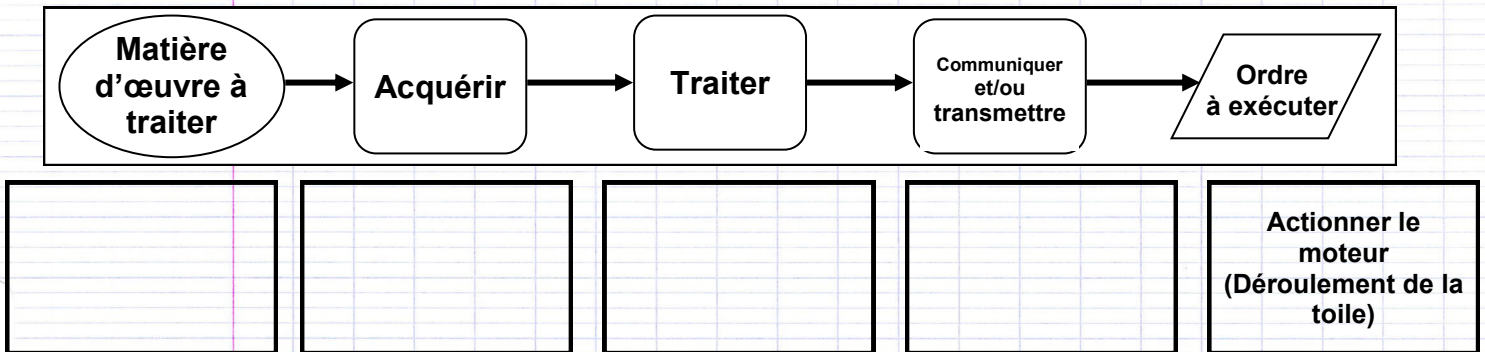 Matière
d'œuvre à
traiter
Acquérir
Traiter
Communiquer
et/ou
transmettre
Ordre
à exécuter
Actionner le
moteur
(Déroulement de la
toile)